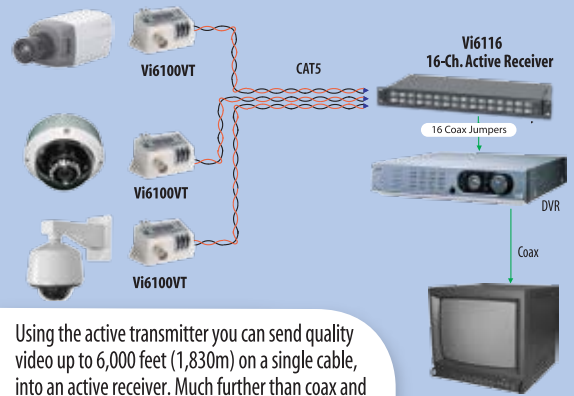 Vi6100VT
CAT5
Vi6116
16-Ch. Active Receiver
16 Coax Jumpers
Vi6100VT
DVR
Coax
Vi6100VT
Using the active transmitter you can send quality
video up to 6,000 feet (1,830m) on a single cable,
into an active receiver. Much further than coax and